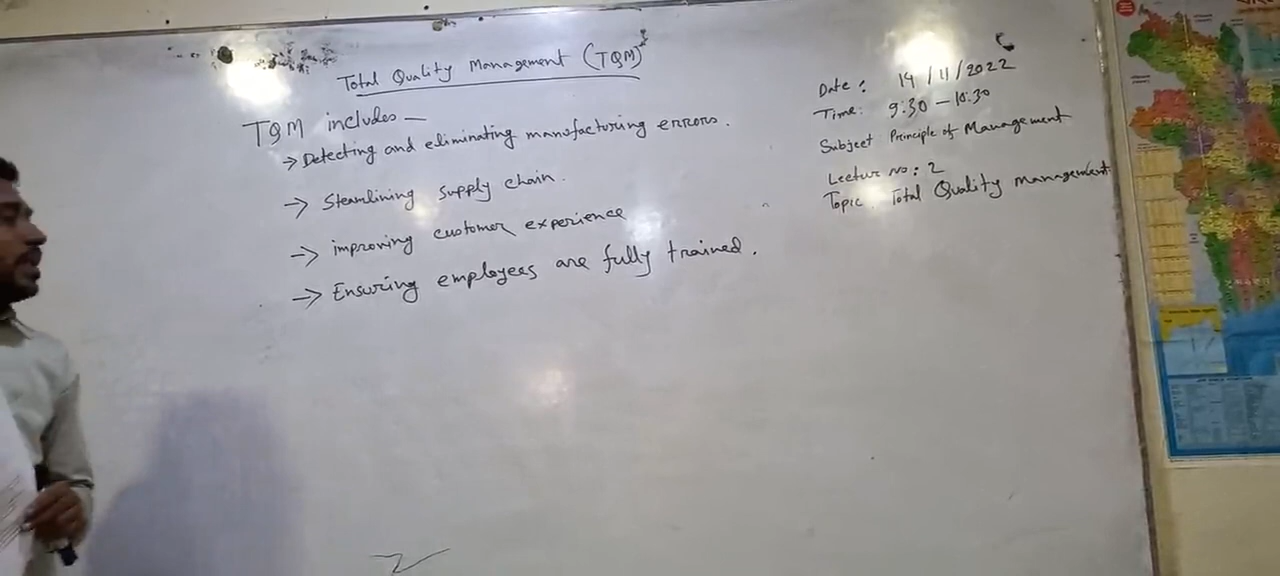 Total Quality Management (TQM)
TQM includes —
→ Detecting and eliminating manufacturing errors.
→ Steamlining supply chain.
→ improving customer experience
→ Ensuring employees are fully trained.
Date: 14/11/2022
Time: 9:30 – 10:30
Subject Principle of Management
Lecture No: 2
Topic. Total Quality management